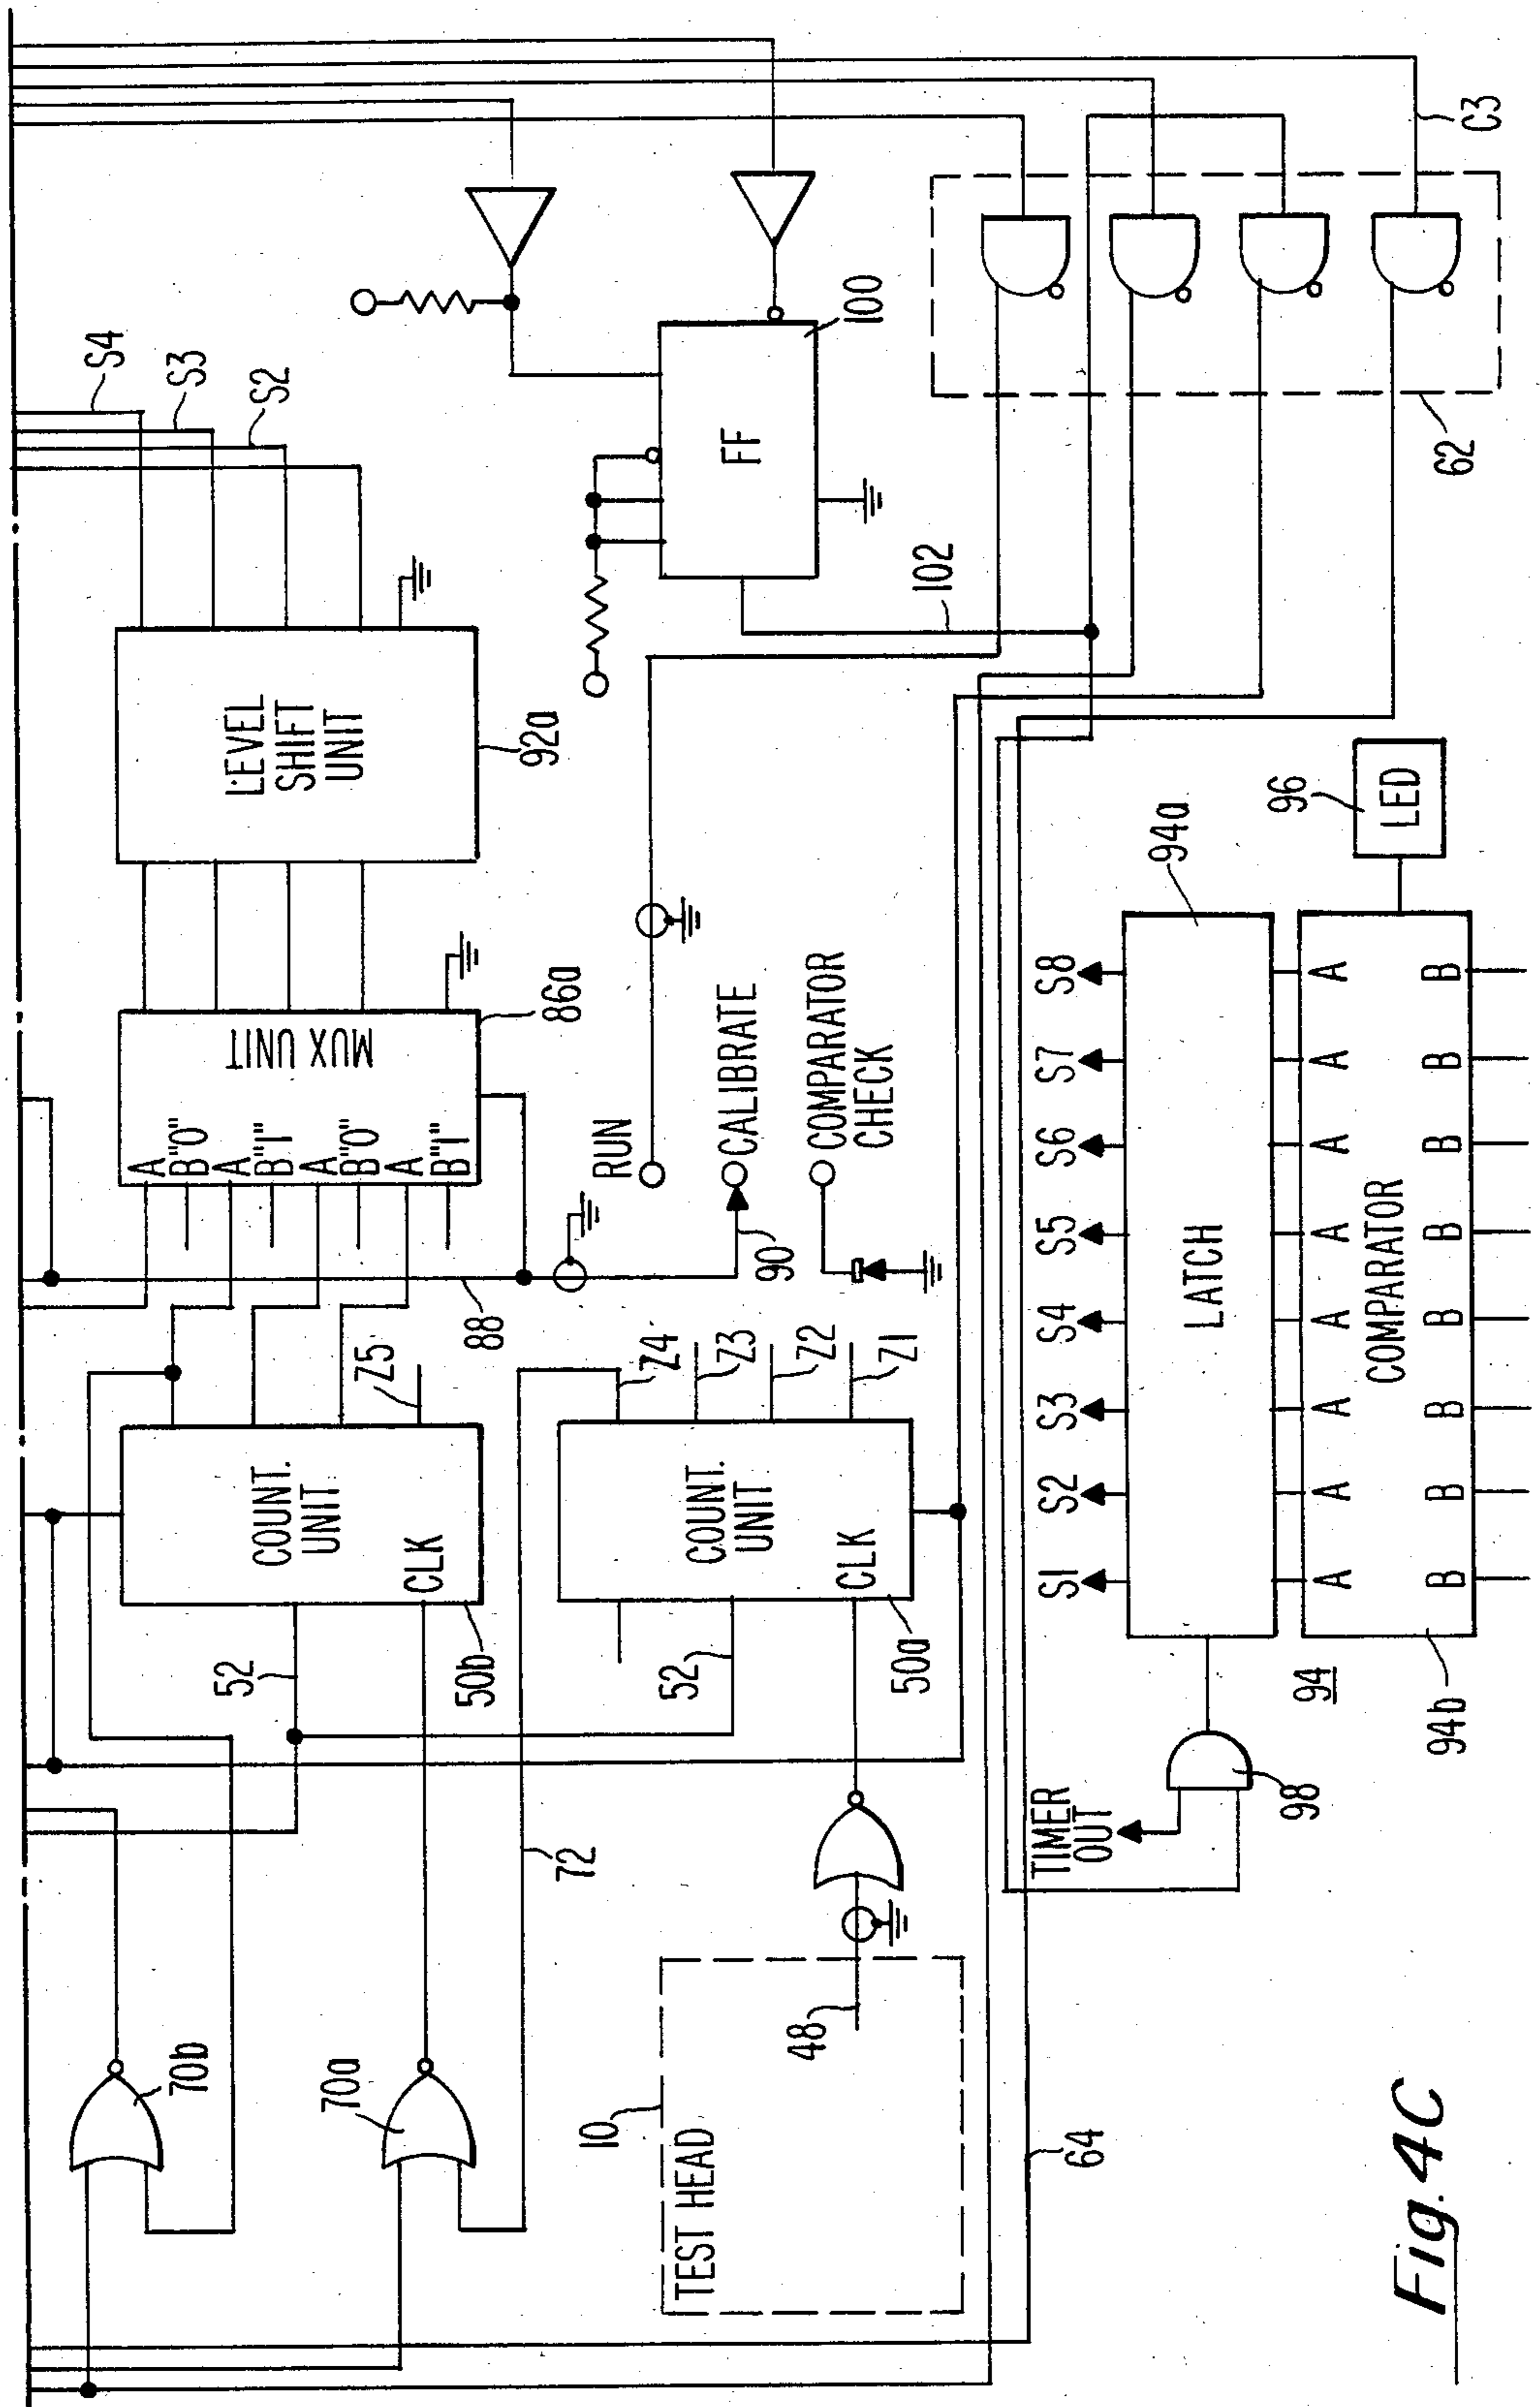 70b
70a
10
TEST HEAD
48
64
52
COUNT.
UNIT
CLK
50b
72
52
COUNT.
UNIT
CLK
50a
Z5
Z4
Z3
Z2
Z1
88
A
B"0"
A
B"1"
A
B"0"
A
B"1"
MUX UNIT
86a
RUN
90
CALIBRATE
COMPARATOR
CHECK
LEVEL
SHIFT
UNIT
92a
S4
S3
S2
FF
100
102
62
C3
TIMER
OUT
98
S1
S2
S3
S4
S5
S6
S7
S8
LATCH
94a
94
94b
A
A
A
A
A
A
A
A
COMPARATOR
B
B
B
B
B
B
B
B
96
LED
Fig. 4C